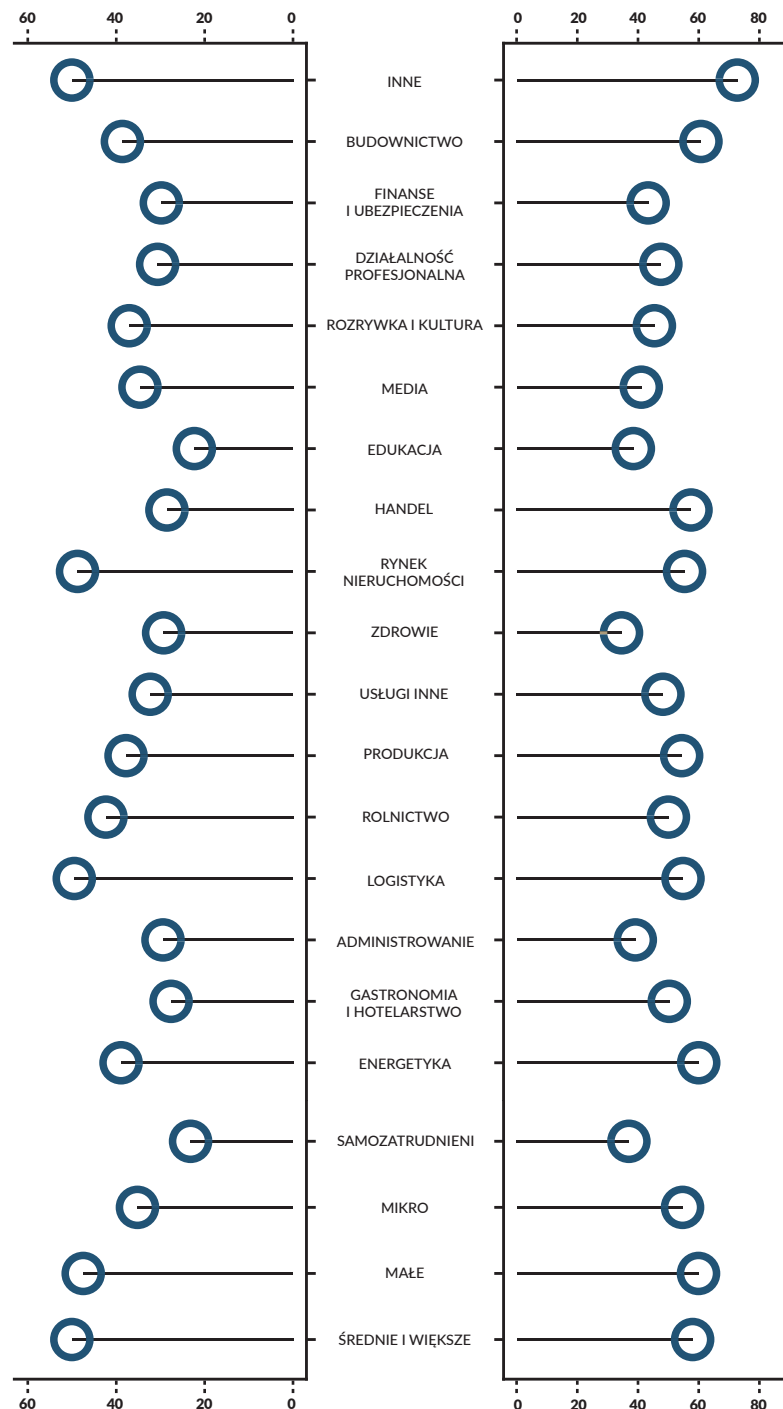 60 40 20 0 0 20 40 60 80
INNE
BUDOWNICTWO
FINANSE
I UBEZPIECZENIA
DZIAŁALNOŚĆ
PROFESJONALNA
ROZRYWKA I KULTURA
MEDIA
EDUKACJA
HANDEL
RYNEK
NIERUCHOMOŚCI
ZDROWIE
USŁUGI INNE
PRODUKCJA
ROLNICTWO
LOGISTYKA
ADMINISTROWANIE
GASTRONOMIA
I HOTELARSTWO
ENERGETYKA
SAMOZATRUDNIENI
MIKRO
MAŁE
ŚREDNIE I WIĘKSZE
60 40 20 0 0 20 40 60 80